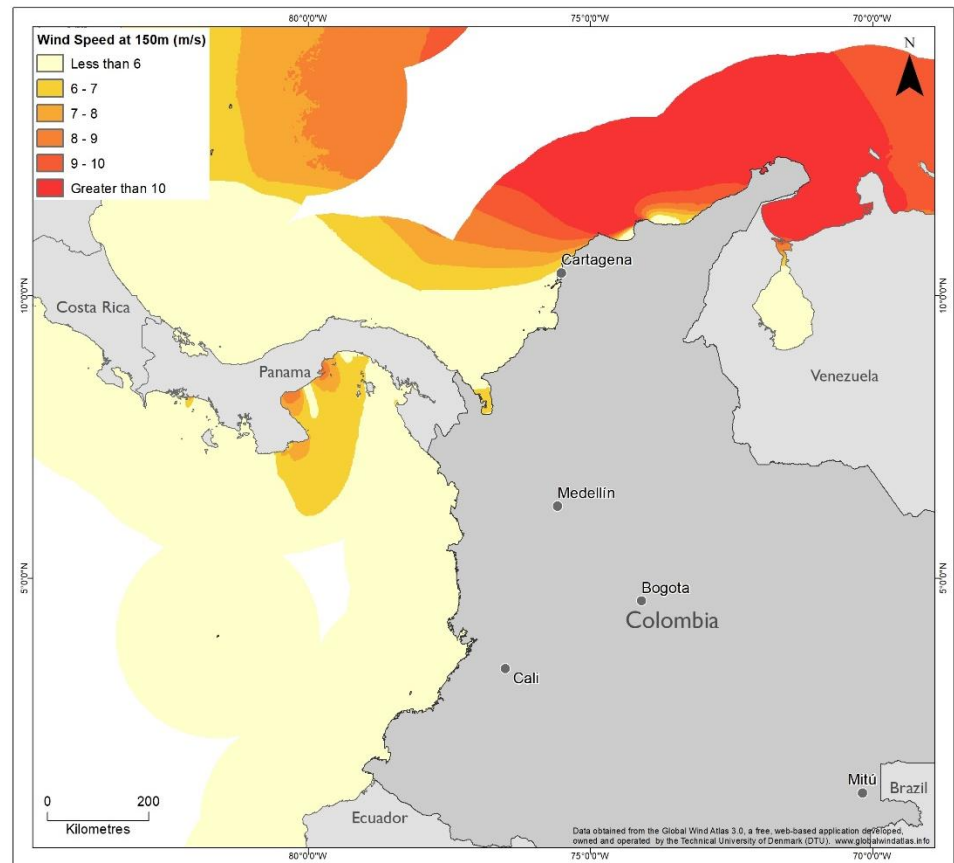 80°0'0"W
75°0'0"W
70°0'0"W
Wind Speed at 150m (m/s)
Less than 6
6 - 7
7 - 8
8 - 9
9 - 10
Greater than 10
N
Cartagena
10°0'0"N
10°0'0"N
Costa Rica
Panama
Venezuela
Medellín
5°0'0"N
5°0'0"N
Bogota
Colombia
Cali
Mitú
Brazil
0
200
Kilometres
Ecuador
Data obtained from the Global Wind Atlas 3.0, a free, web-based application developed,
owned and operated by the Technical University of Denmark (DTU). www.globalwindatlas.info
80°0'0"W
75°0'0"W
70°0'0"W